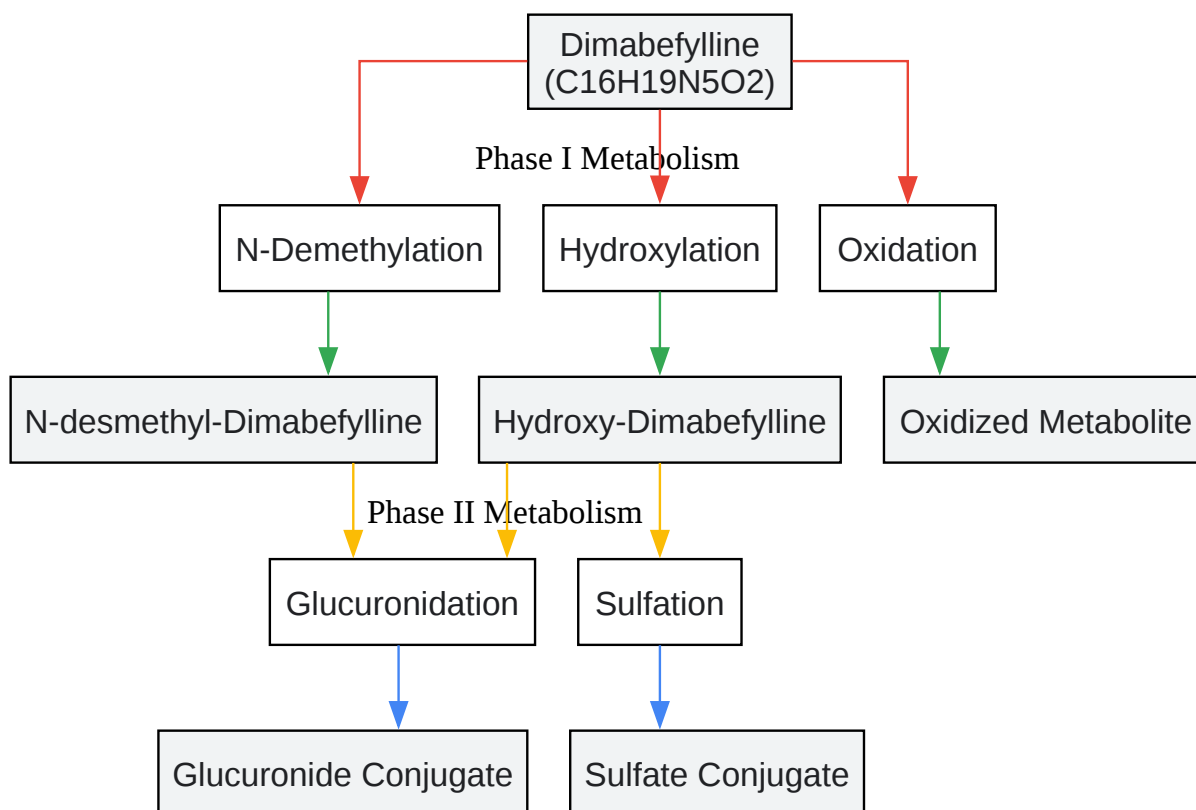 Dimabefylline
(C16H19N5O2)
Phase I Metabolism
N-Demethylation
Hydroxylation
Oxidation
N-desmethyl-Dimabefylline
Hydroxy-Dimabefylline
Oxidized Metabolite
Phase II Metabolism
Glucuronidation
Sulfation
Glucuronide Conjugate
Sulfate Conjugate